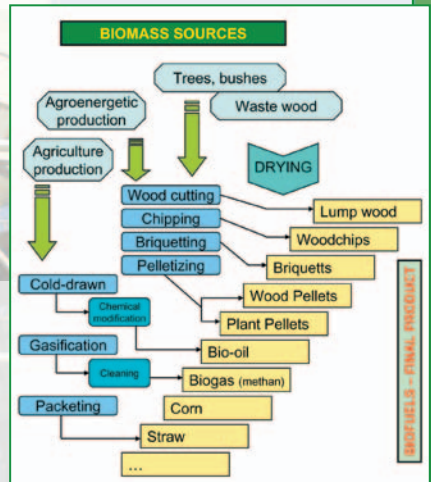 BIOMASS SOURCES
Trees, bushes
Waste wood
Agroenergetic
production
Agriculture
production
DRYING
Wood cutting
Lump wood
Chipping
Woodchips
Briquetting
Briquetts
Pelletizing
Wood Pellets
Plant Pellets
Cold-drawn
Chemical
modification
Bio-oil
Gasification
Cleaning
Biogas (methan)
Corn
Packeting
Straw
...
BIOFUELS - FINAL PRODUCT